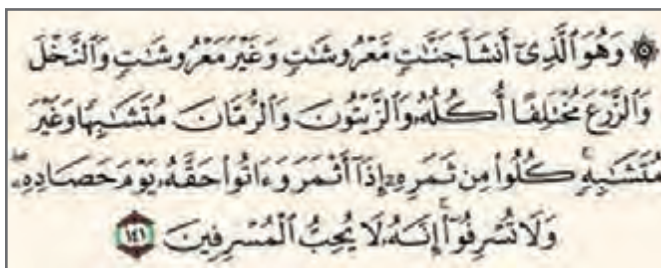 ۞ وَهُوَ ٱلَّذِىٓ أَنشَأَ جَنَّٰتٍ مَّعْرُوشَٰتٍ وَغَيْرَ مَعْرُوشَٰتٍ وَٱلنَّخْلَ
وَٱلزَّرْعَ مُخْتَلِفًا أُكُلُهُۥ وَٱلزَّيْتُونَ وَٱلرُّمَّانَ مُتَشَٰبِهًا وَغَيْرَ
مُتَشَٰبِهٍۚ كُلُوا۟ مِن ثَمَرِهِۦٓ إِذَآ أَثْمَرَ وَءَاتُوا۟ حَقَّهُۥ يَوْمَ حَصَادِهِۦۖ
وَلَا تُسْرِفُوٓا۟ۚ إِنَّهُۥ لَا يُحِبُّ ٱلْمُسْرِفِينَ ١٤١